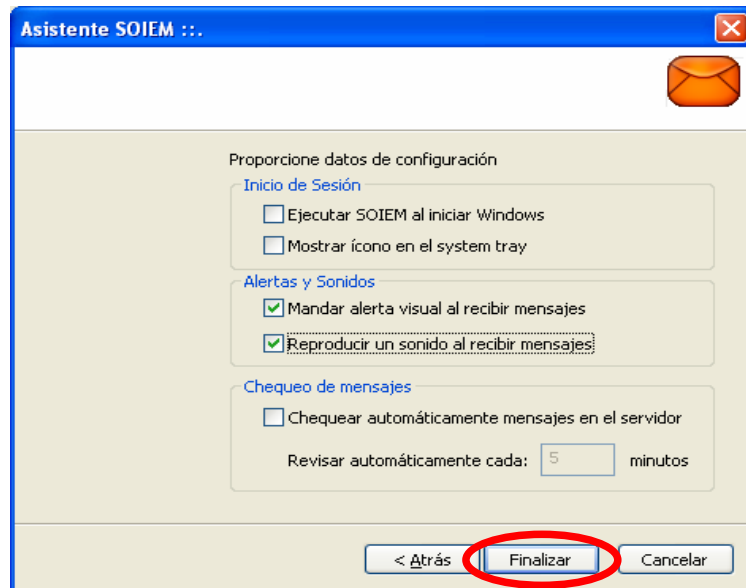 Asistente SOIEM ::.
Proporcione datos de configuración
Inicio de Sesión
Ejecutar SOIEM al iniciar Windows
Mostrar ícono en el system tray
Alertas y Sonidos
Mandar alerta visual al recibir mensajes
Reproducir un sonido al recibir mensajes
Chequeo de mensajes
Chequear automáticamente mensajes en el servidor
Revisar automáticamente cada: 5 minutos
< Atrás Finalizar Cancelar